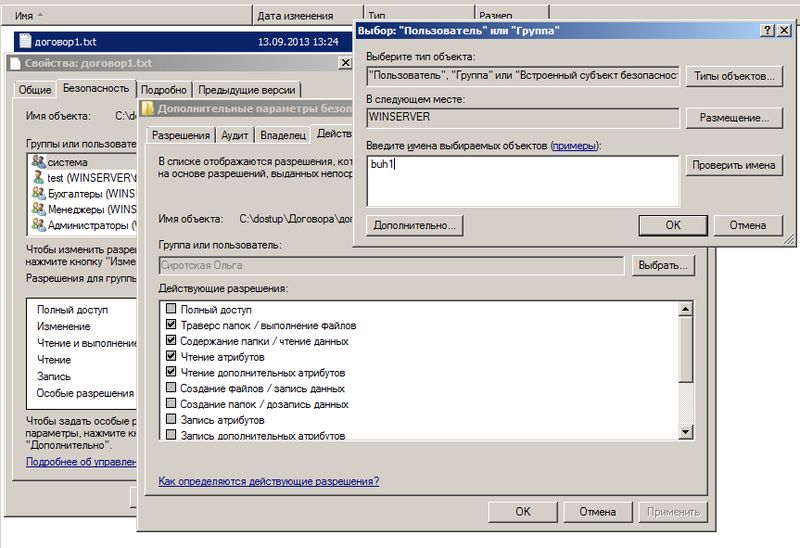 Имя
Дата изменения
Тип
Размер
договор1.txt
13.09.2013 13:24
Свойства: договор1.txt
Общие
Безопасность
Подробно
Предыдущие версии
Имя объекта: C:\do
Группы или пользоват
система
test (WINSERVER\
Бухгалтеры (WINS
Менеджеры (WINS
Администраторы (W
Чтобы изменить разреш
нажмите кнопку "Измен
Разрешения для группы
Полный доступ
Изменение
Чтение и выполнение
Чтение
Запись
Особые разрешения
Чтобы задать особые р
параметры, нажмите кн
"Дополнительно".
Подробнее об управлен
Дополнительные параметры безоп
Разрешения
Аудит
Владелец
Дейст
В списке отображаются разрешения, кот
на основе разрешений, выданных непоср
Имя объекта: C:\dostup\Договора\дог
Группа или пользователь:
Сиротская Ольга
Выбрать...
Действующие разрешения:
Полный доступ
Траверс папок / выполнение файлов
Содержание папки / чтение данных
Чтение атрибутов
Чтение дополнительных атрибутов
Создание файлов / запись данных
Создание папок / дозапись данных
Запись атрибутов
Запись дополнительных атрибутов
Как определяются действующие разрешения?
OK
Отмена
Применить
Выбор: "Пользователь" или "Группа"
Выберите тип объекта:
"Пользователь", "Группа" или "Встроенный субъект безопаснос
Типы объектов...
В следующем месте:
WINSERVER
Размещение...
Введите имена выбираемых объектов (примеры):
buh1
Проверить имена
Дополнительно...
OK
Отмена